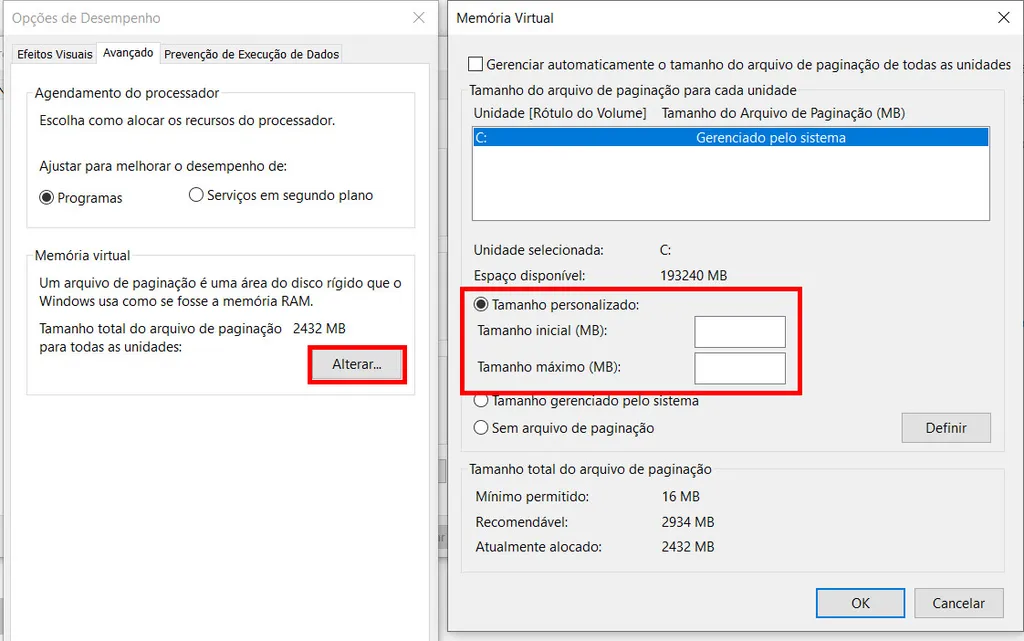 Opções de Desempenho
Efeitos Visuais
Avançado
Prevenção de Execução de Dados
Agendamento do processador
Escolha como alocar os recursos do processador.
Ajustar para melhorar o desempenho de:
Programas
Serviços em segundo plano
Memória virtual
Um arquivo de paginação é uma área do disco rígido que o
Windows usa como se fosse a memória RAM.
Tamanho total do arquivo de paginação 2432 MB
para todas as unidades:
Alterar...
Memória Virtual
Gerenciar automaticamente o tamanho do arquivo de paginação de todas as unidades
Tamanho do arquivo de paginação para cada unidade
Unidade [Rótulo do Volume] Tamanho do Arquivo de Paginação (MB)
C: Gerenciado pelo sistema
Unidade selecionada: C:
Espaço disponível: 193240 MB
Tamanho personalizado:
Tamanho inicial (MB):
Tamanho máximo (MB):
Tamanho gerenciado pelo sistema
Sem arquivo de paginação
Definir
Tamanho total do arquivo de paginação
Mínimo permitido: 16 MB
Recomendável: 2934 MB
Atualmente alocado: 2432 MB
OK
Cancelar